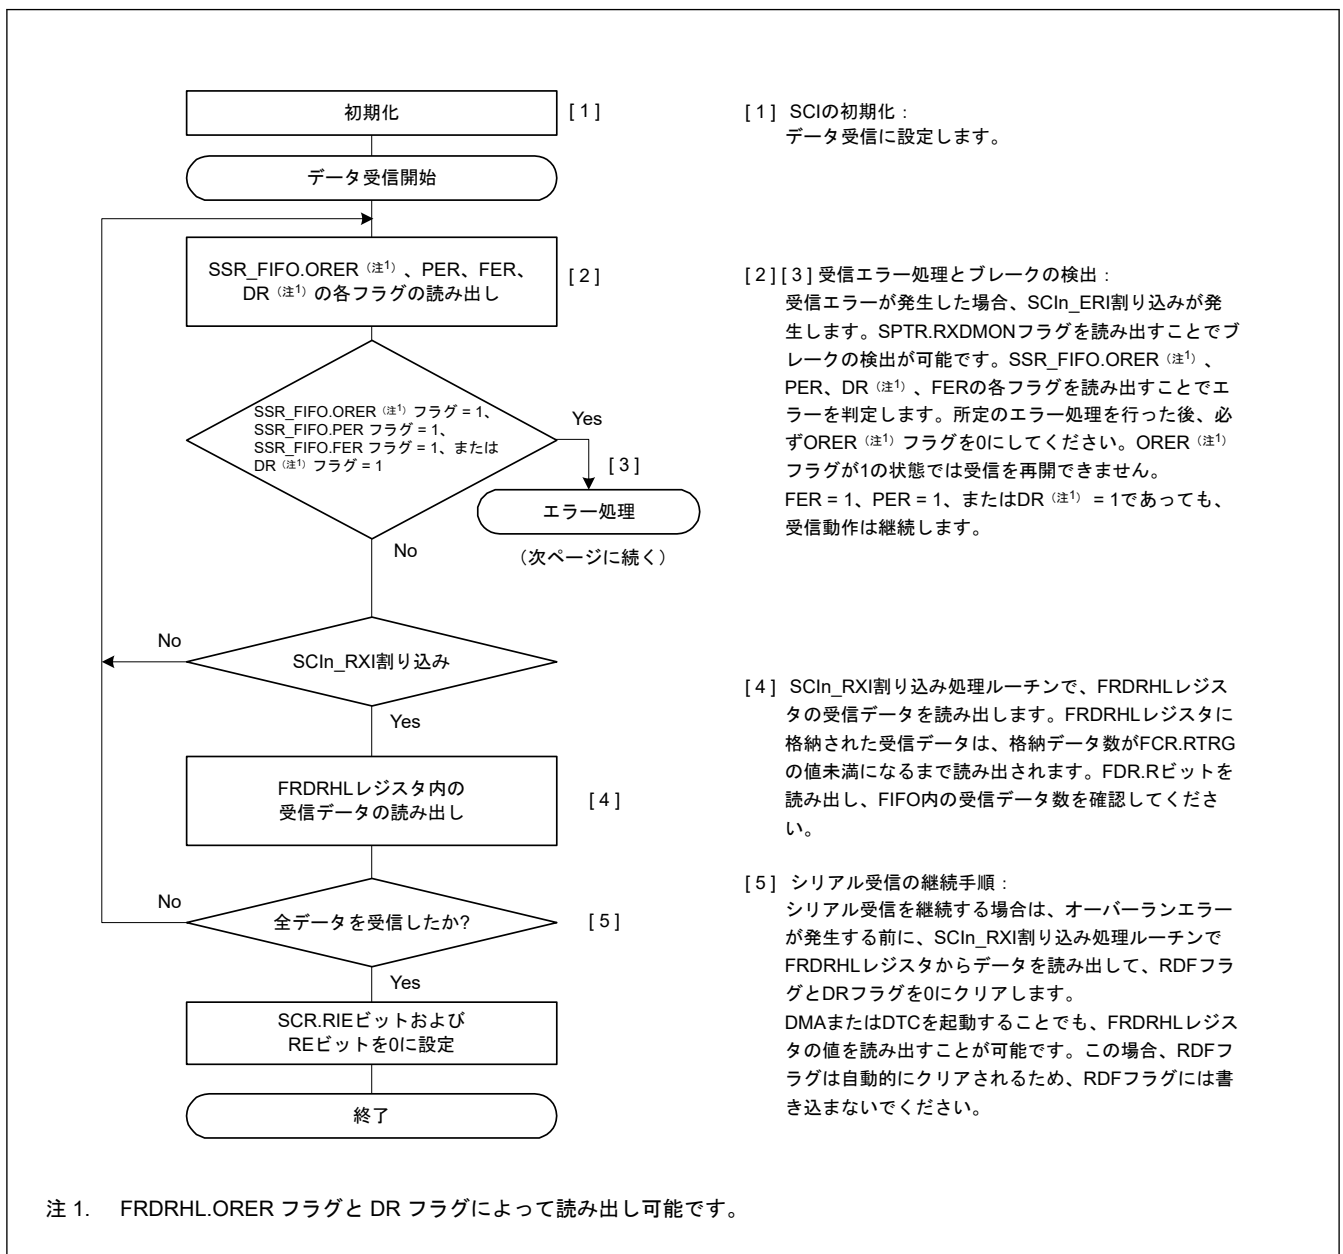 初期化
[ 1 ]
データ受信開始
SSR_FIFO.ORER（注1）、PER、FER、
DR（注1）の各フラグの読み出し
[ 2 ]
SSR_FIFO.ORER（注1）フラグ = 1、
SSR_FIFO.PER フラグ = 1、
SSR_FIFO.FER フラグ = 1、または
DR（注1）フラグ = 1
Yes
[ 3 ]
エラー処理
（次ページに続く）
No
SCIn_RXI割り込み
No
Yes
FRDRHLレジスタ内の
受信データの読み出し
[ 4 ]
全データを受信したか?
[ 5 ]
No
Yes
SCR.RIEビットおよび
REビットを0に設定
終了
[ 1 ] SCIの初期化：
データ受信に設定します。
[ 2 ] [ 3 ] 受信エラー処理とブレークの検出：
受信エラーが発生した場合、SCIn_ERI割り込みが発
生します。SPTR.RXDMONフラグを読み出すことでブ
レークの検出が可能です。SSR_FIFO.ORER（注1）、
PER、DR（注1）、FERの各フラグを読み出すことでエ
ラーを判定します。所定のエラー処理を行った後、必
ずORER（注1）フラグを0にしてください。ORER（注1）
フラグが1の状態では受信を再開できません。
FER = 1、PER = 1、またはDR（注1） = 1であっても、
受信動作は継続します。
[ 4 ] SCIn_RXI割り込み処理ルーチンで、FRDRHLレジス
タの受信データを読み出します。FRDRHLレジスタに
格納された受信データは、格納データ数がFCR.RTRG
の値未満になるまで読み出されます。FDR.Rビットを
読み出し、FIFO内の受信データ数を確認してくださ
い。
[ 5 ] シリアル受信の継続手順：
シリアル受信を継続する場合は、オーバーランエラー
が発生する前に、SCIn_RXI割り込み処理ルーチンで
FRDRHLレジスタからデータを読み出して、RDFフラ
グとDRフラグを0にクリアします。
DMAまたはDTCを起動することでも、FRDRHLレジス
タの値を読み出すことが可能です。この場合、RDFフ
ラグは自動的にクリアされるため、RDFフラグには書
き込まないでください。
注 1. FRDRHL.ORER フラグと DR フラグによって読み出し可能です。